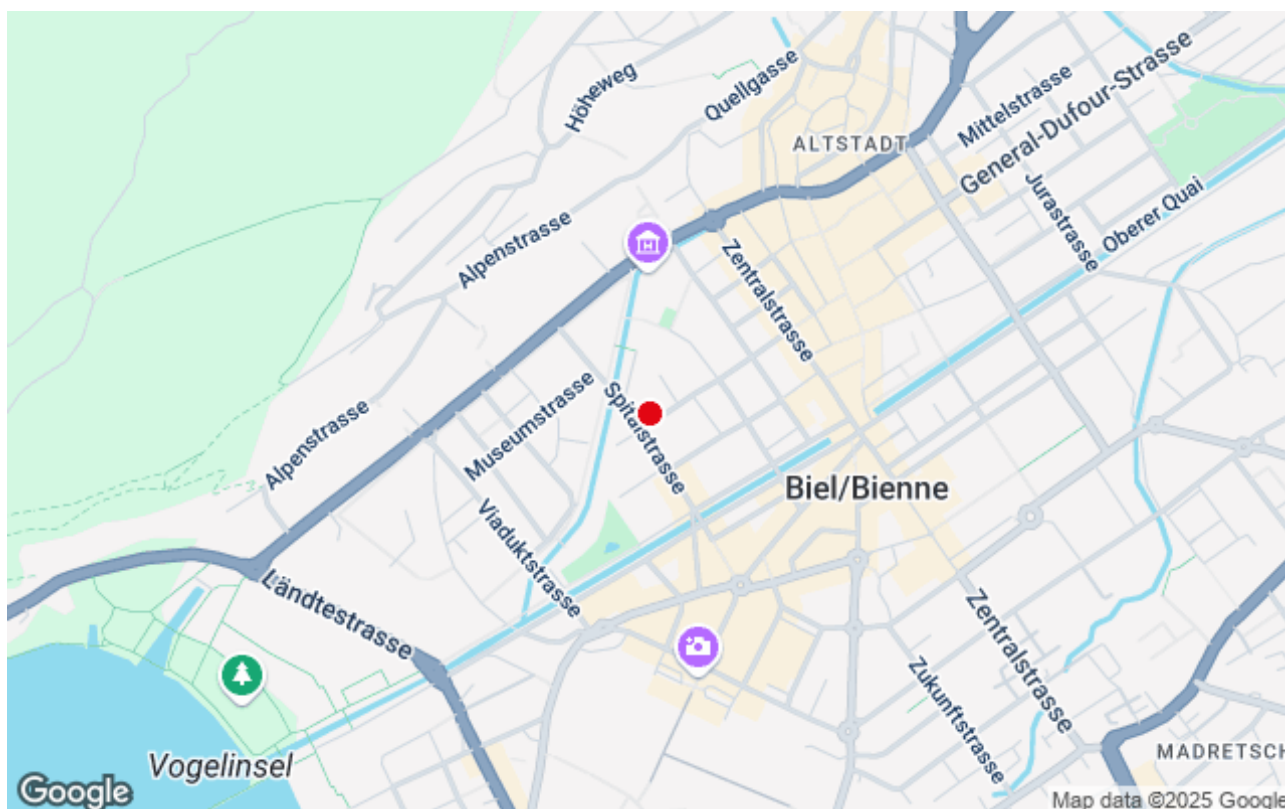 Höheweg
Quellgasse
Mittelstrasse
General-Dufour-Strasse
ALTSTADT
Jurastrasse
Oberer Quai
Alpenstrasse
Zentralstrasse
Museumstrasse
Spitalstrasse
Alpenstrasse
Biel/Bienne
Viaduktstrasse
Ländtestrasse
Zentralstrasse
Zukunftstrasse
Vogelinsel
MADRETSCH
Google
Map data ©2025 Google